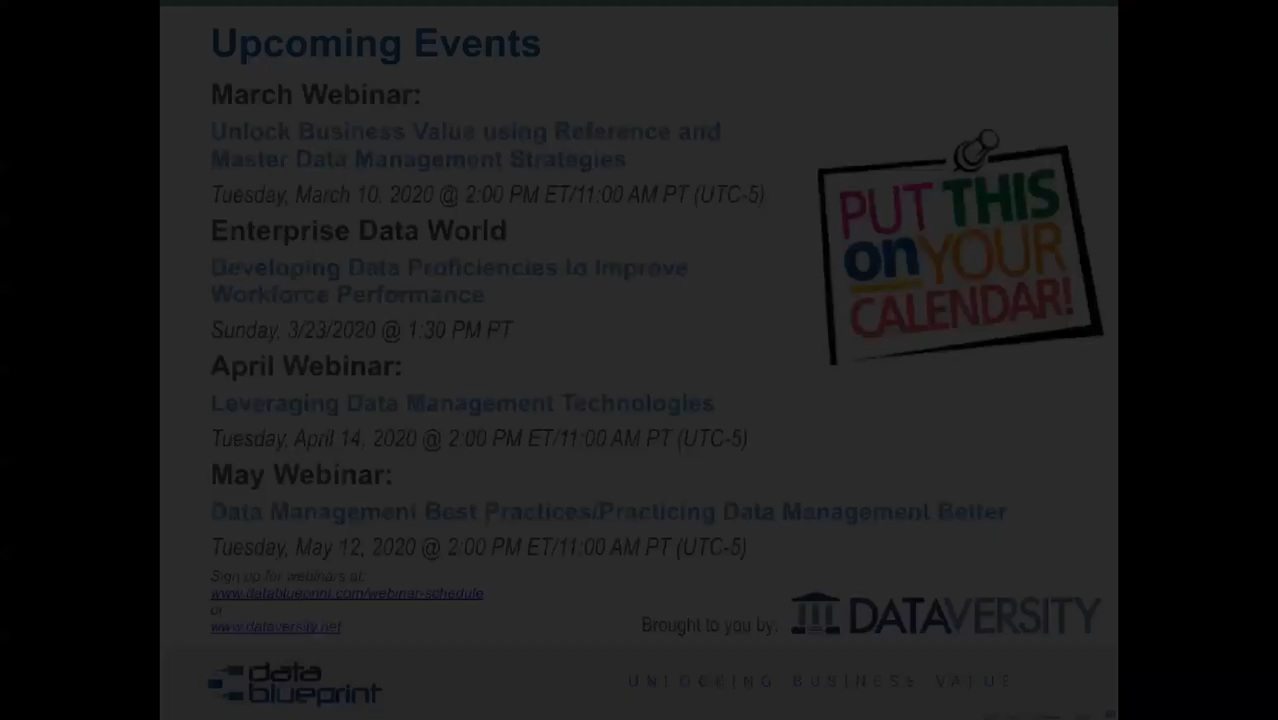 Upcoming Events
March Webinar:
Unlock Business Value using Reference and
Master Data Management Strategies
Tuesday, March 10, 2020 @ 2:00 PM ET/11:00 AM PT (UTC-5)
Enterprise Data World
Developing Data Proficiencies to Improve
Workforce Performance
Sunday, 3/23/2020 @ 1:30 PM PT
April Webinar:
Leveraging Data Management Technologies
Tuesday, April 14, 2020 @ 2:00 PM ET/11:00 AM PT (UTC-5)
May Webinar:
Data Management Best Practices/Practicing Data Management Better
Tuesday, May 12, 2020 @ 2:00 PM ET/11:00 AM PT (UTC-5)
Sign up for webinars at:
www.datablueprint.com/webinar-schedule
or
www.dataversity.net
PUT THIS
on YOUR
CALENDAR!
Brought to you by:
DATAVERSITY
data
blueprint
UNLOCKING BUSINESS VALUE